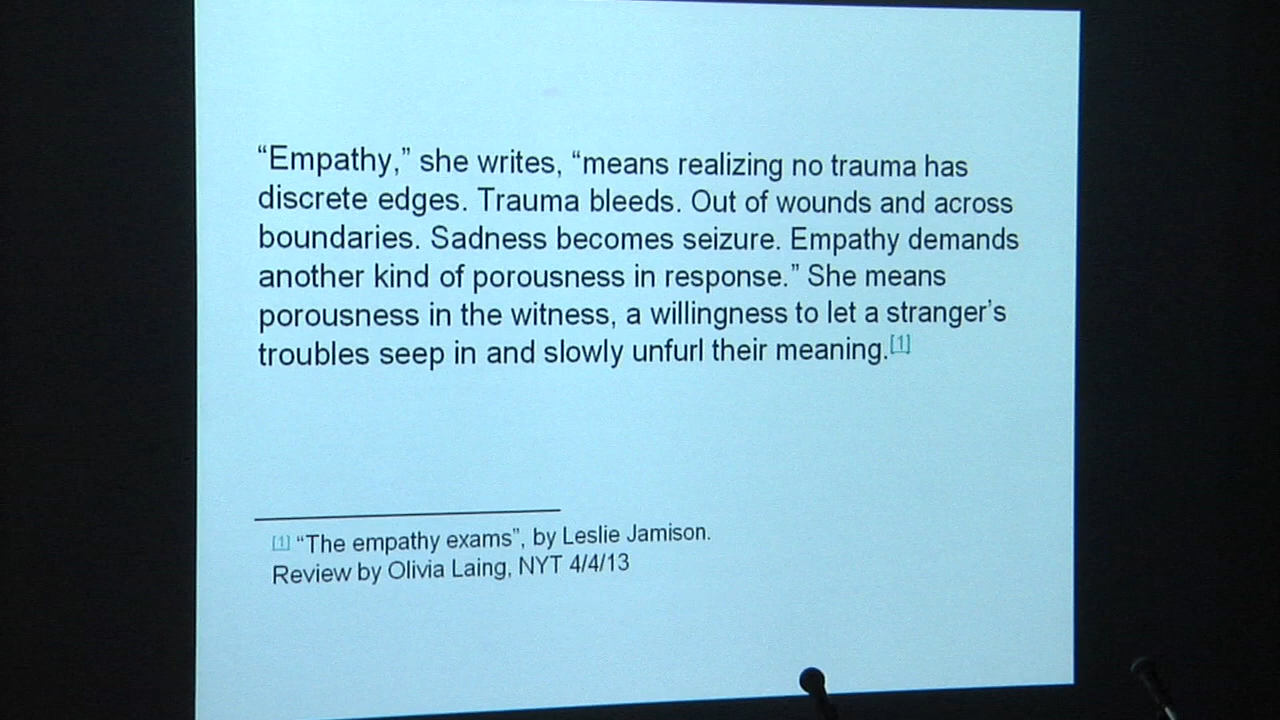 “Empathy,” she writes, “means realizing no trauma has
discrete edges. Trauma bleeds. Out of wounds and across
boundaries. Sadness becomes seizure. Empathy demands
another kind of porousness in response.” She means
porousness in the witness, a willingness to let a stranger’s
troubles seep in and slowly unfurl their meaning.[1]
[1] “The empathy exams”, by Leslie Jamison.
Review by Olivia Laing, NYT 4/4/13